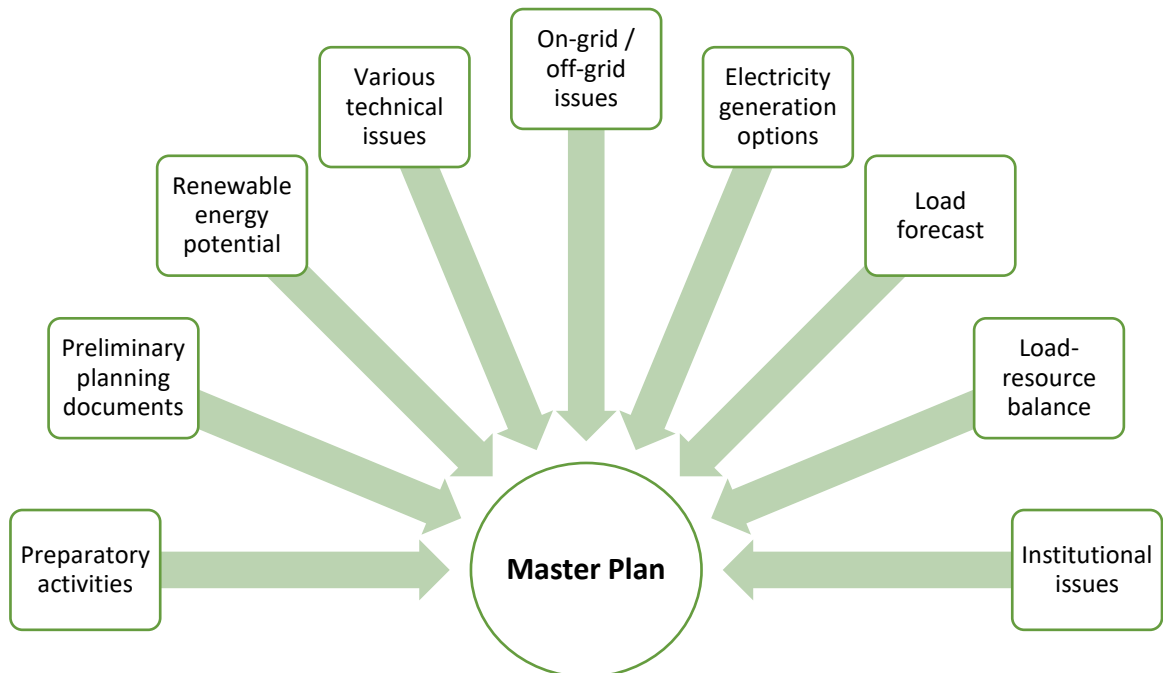 On-grid /
off-grid
issues
Various
technical
issues
Electricity
generation
options
Renewable
energy
potential
Load
forecast
Preliminary
planning
documents
Load-
resource
balance
Preparatory
activities
Master Plan
Institutional
issues